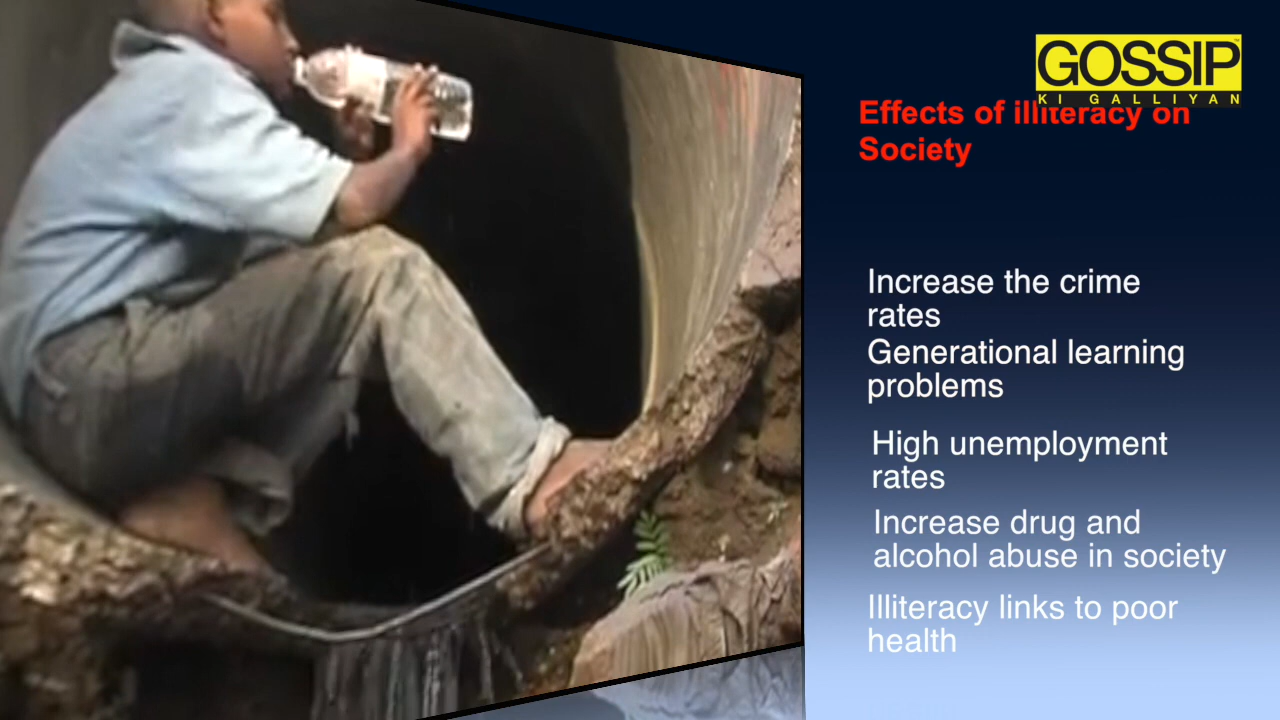 GOSSIP
KI GALLIYAN
Effects of illiteracy on
Society
Increase the crime
rates
Generational learning
problems
High unemployment
rates
Increase drug and
alcohol abuse in society
Illiteracy links to poor
health